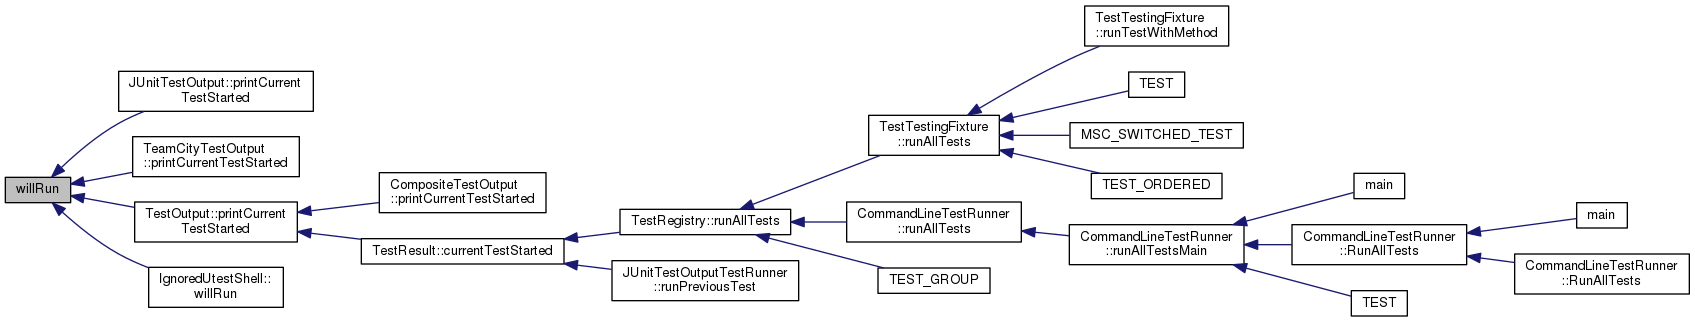 willRun
JUnitTestOutput::printCurrent
TestStarted
TeamCityTestOutput
::printCurrentTestStarted
TestOutput::printCurrent
TestStarted
IgnoredUtestShell::
willRun
CompositeTestOutput
::printCurrentTestStarted
TestResult::currentTestStarted
TestRegistry::runAllTests
JUnitTestOutputTestRunner
::runPreviousTest
TestTestingFixture
::runAllTests
CommandLineTestRunner
::runAllTests
TEST_GROUP
TestTestingFixture
::runTestWithMethod
TEST
MSC_SWITCHED_TEST
TEST_ORDERED
CommandLineTestRunner
::runAllTestsMain
main
CommandLineTestRunner
::RunAllTests
TEST
main
CommandLineTestRunner
::RunAllTests